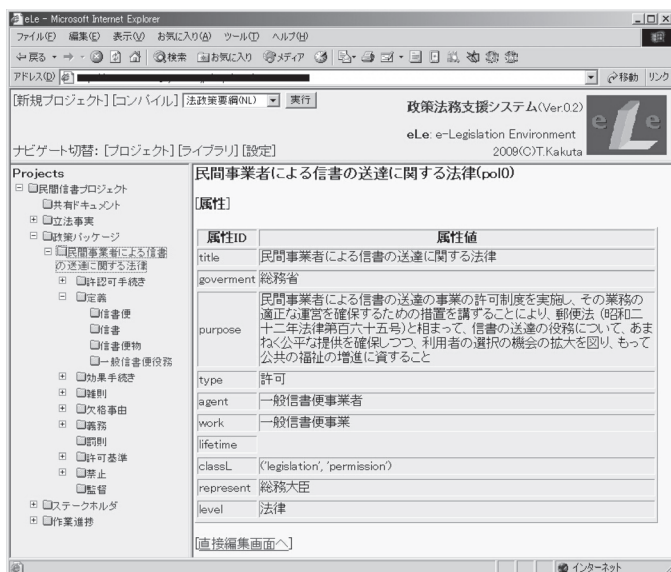 eLe - Microsoft Internet Explorer
ファイル(F) 編集(E) 表示(V) お気に入り(A) ツール(T) ヘルプ(H)
戻る 検索 お気に入り メディア
アドレス(D) 移動 リンク
[新規プロジェクト] [コンパイル] 法政策要綱(NL) 実行
政策法務支援システム(Ver.0.2)
eLe: e-Legislation Environment
2009(C)T.Kakuta
eLe
ナビゲート切替: [プロジェクト] [ライブラリ] [設定]
Projects
民間信書プロジェクト
共有ドキュメント
立法事実
政策パッケージ
民間事業者による信書
の送達に関する法律
許認可手続き
定義
信書便
信書
信書便物
一般信書便役務
効果手続き
雑則
欠格事由
義務
罰則
許可基準
禁止
監督
ステークホルダ
作業進捗
民間事業者による信書の送達に関する法律(pol0)
[属性]
属性ID 属性値
title 民間事業者による信書の送達に関する法律
goverment 総務省
purpose 民間事業者による信書の送達の事業の許可制度を実施し、その業務の
適正な運営を確保するための措置を講ずることにより、郵便法(昭和二
十二年法律第百六十五号)と相まって、信書の送達の役務について、あま
ねく公平な提供を確保しつつ、利用者の選択の機会の拡大を図り、もって
公共の福祉の増進に資すること
type 許可
agent 一般信書便事業者
work 一般信書便事業
lifetime
classL ('legislation', 'permission')
represent 総務大臣
level 法律
[直接編集画面へ]
インターネット